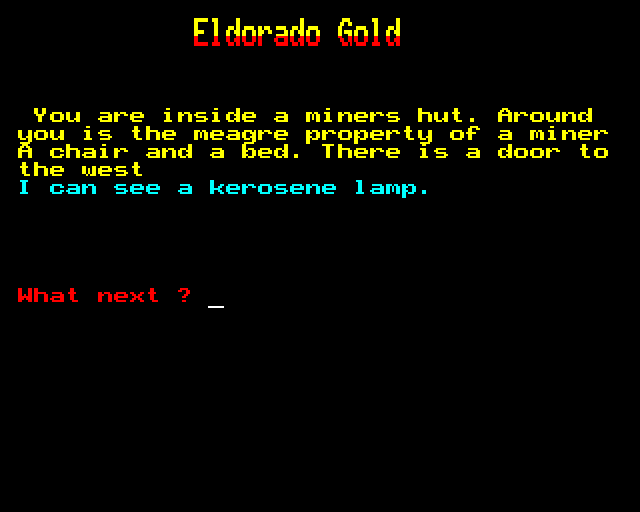 Eldorado Gold
You are inside a miners hut. Around
you is the meagre property of a miner
A chair and a bed. There is a door to
the west
I can see a kerosene lamp.
What next ? _